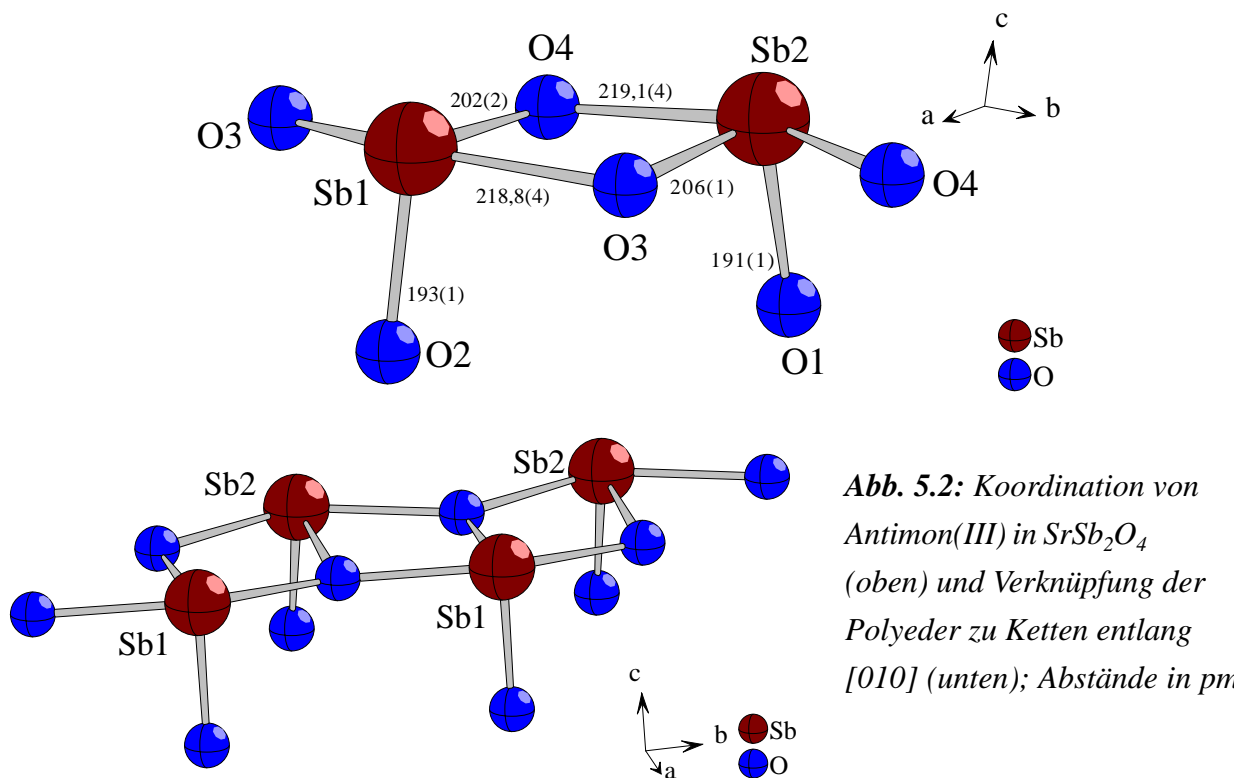 c
O4
Sb2
219,1(4)
202(2)
O3
a
b
Sb1
218,8(4)
206(1)
O4
O3
193(1)
191(1)
O2
O1
Sb
O
Sb2
Sb2
Abb. 5.2: Koordination von
Antimon(III) in SrSb₂O₄
(oben) und Verknüpfung der
Polyeder zu Ketten entlang
[010] (unten); Abstände in pm
Sb1
Sb1
c
b
a
Sb
O